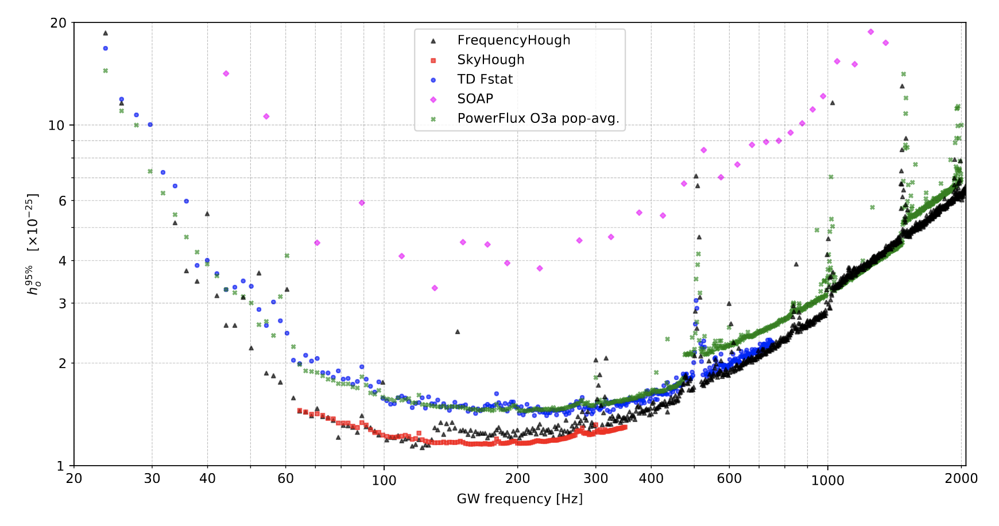 20
10
6
4
3
2
1
h_o^{95%} [×10^{−25}]
FrequencyHough
SkyHough
TD Fstat
SOAP
PowerFlux O3a pop-avg.
20 30 40 60 100 200 300 400 600 1000 2000
GW frequency [Hz]